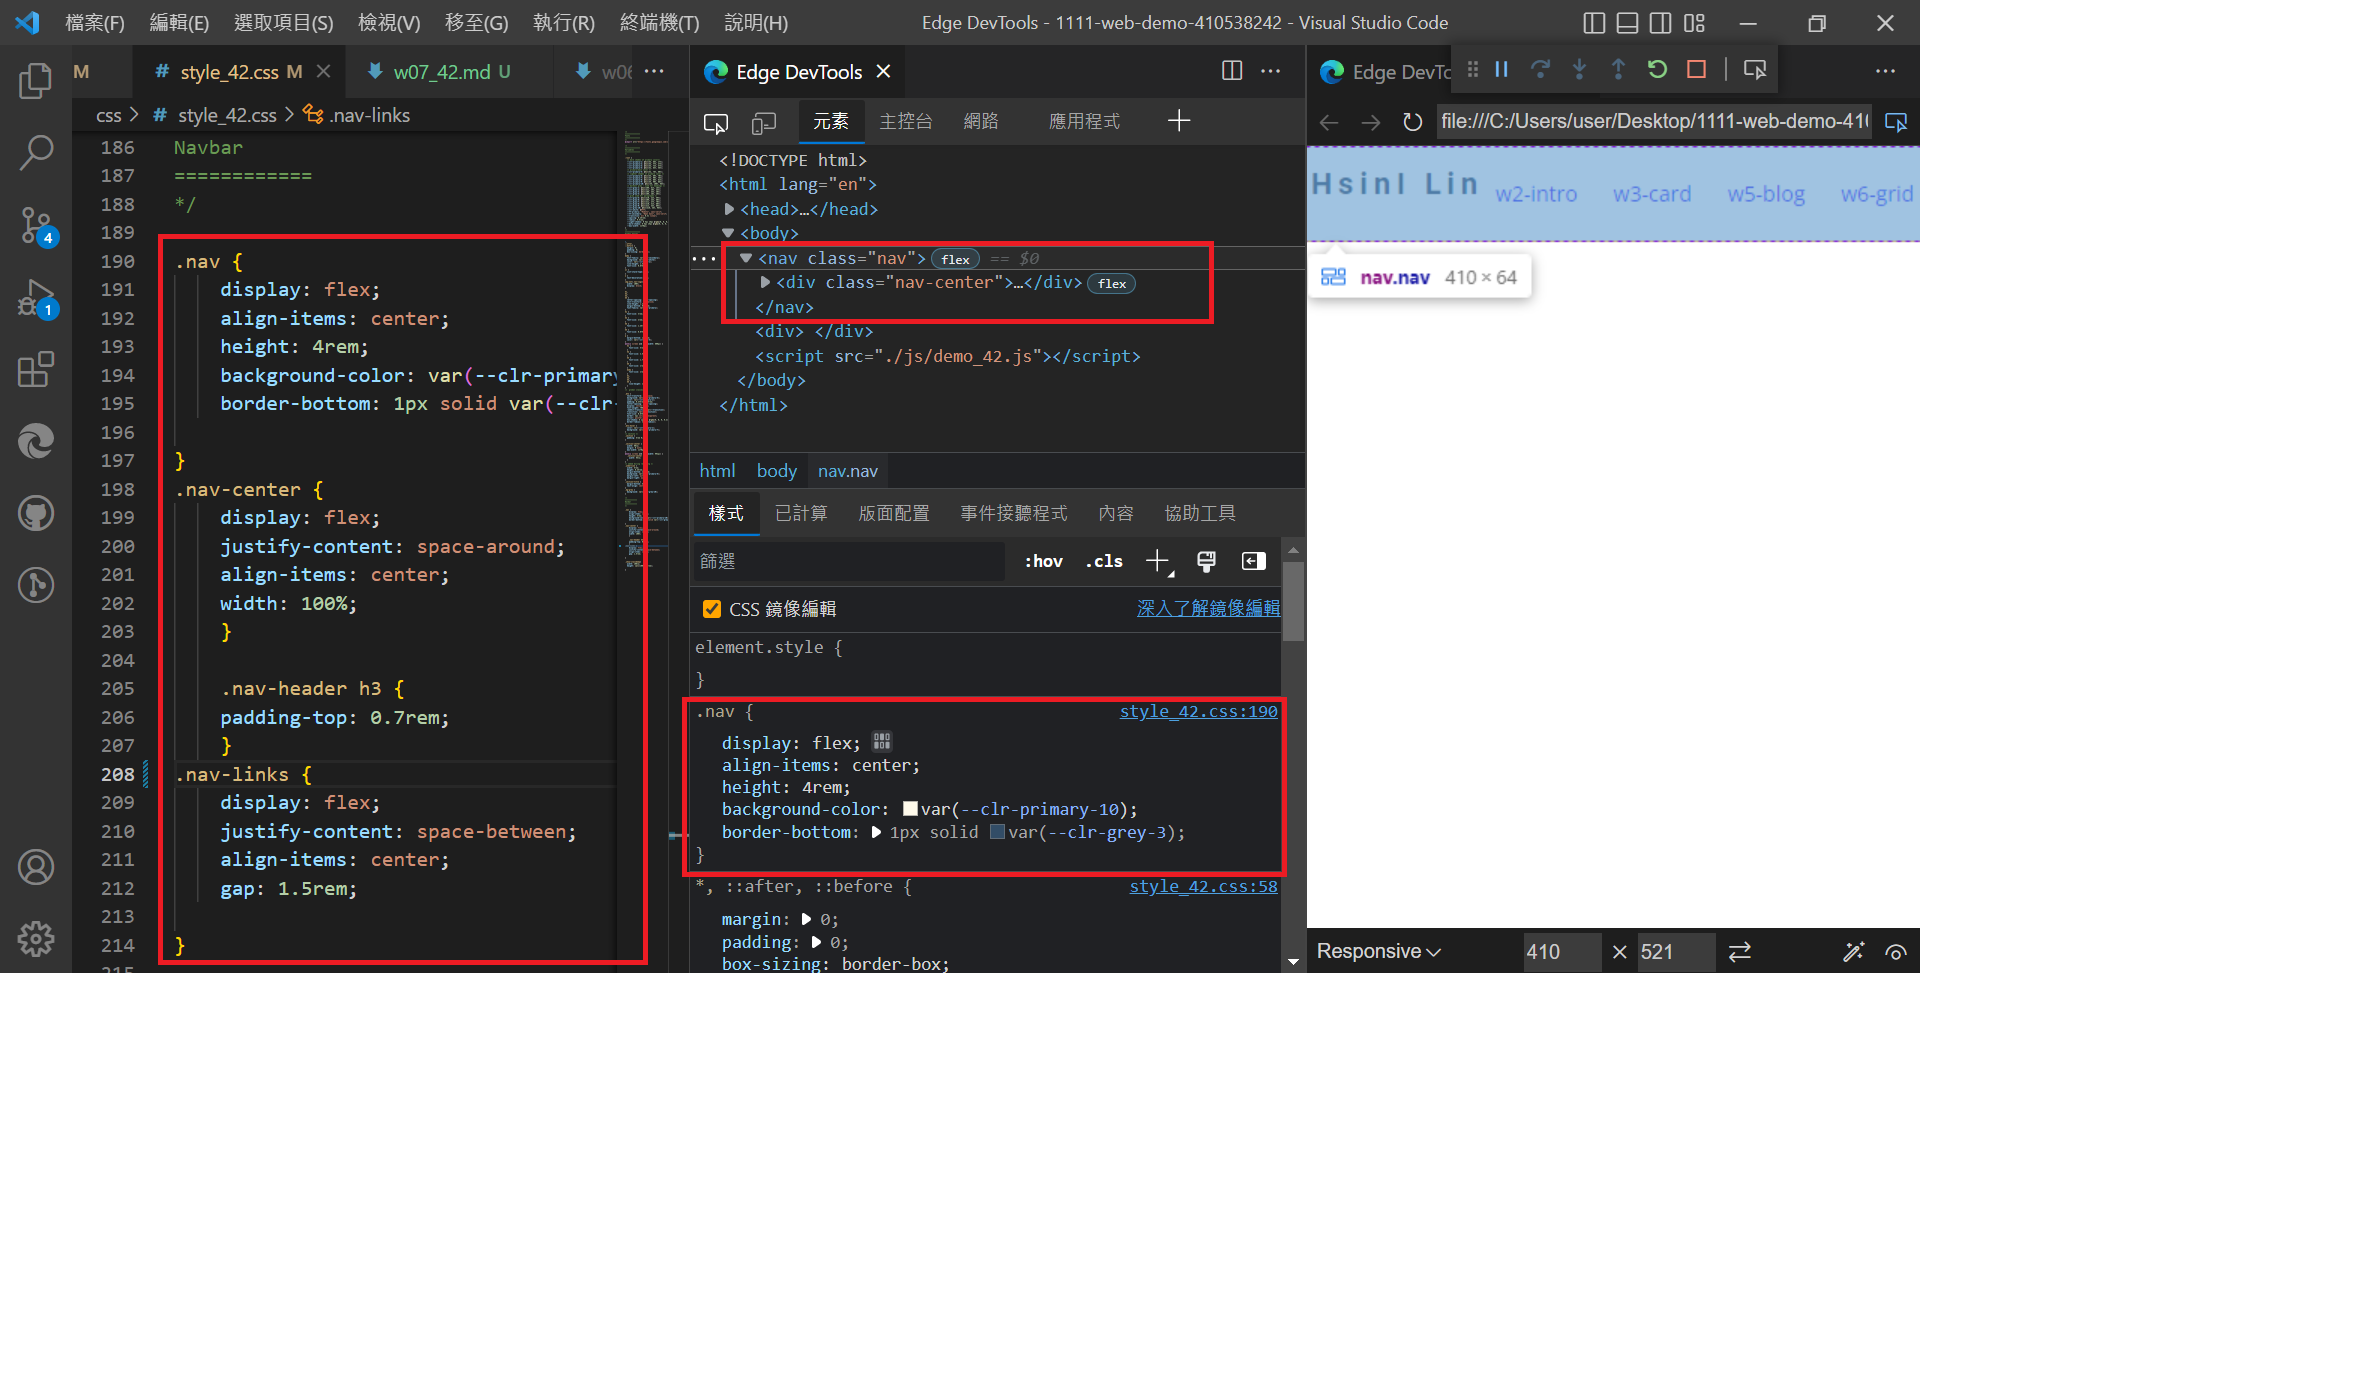 檔案(F) 編輯(E) 選取項目(S) 檢視(V) 移至(G) 執行(R) 終端機(T) 說明(H) Edge DevTools - 1111-web-demo-410538242 - Visual Studio Code
M # style_42.css M w07_42.md U w06 ···
css > # style_42.css > .nav-links
186 Navbar
187 ============
188 */
189
190 .nav {
191 display: flex;
192 align-items: center;
193 height: 4rem;
194 background-color: var(--clr-primary
195 border-bottom: 1px solid var(--clr-
196
197 }
198 .nav-center {
199 display: flex;
200 justify-content: space-around;
201 align-items: center;
202 width: 100%;
203 }
204
205 .nav-header h3 {
206 padding-top: 0.7rem;
207 }
208 .nav-links {
209 display: flex;
210 justify-content: space-between;
211 align-items: center;
212 gap: 1.5rem;
213
214 }
215
4
1
Edge DevTools
元素 主控台 網路 應用程式
<!DOCTYPE html>
<html lang="en">
<head>…</head>
<body>
··· <nav class="nav"> flex == $0
<div class="nav-center">…</div> flex
</nav>
<div> </div>
<script src="./js/demo_42.js"></script>
</body>
</html>
html body nav.nav
樣式 已計算 版面配置 事件接聽程式 內容 協助工具
篩選 :hov .cls
CSS 鏡像編輯 深入了解鏡像編輯
element.style {
}
.nav { style_42.css:190
display: flex;
align-items: center;
height: 4rem;
background-color: var(--clr-primary-10);
border-bottom: 1px solid var(--clr-grey-3);
}
*, ::after, ::before { style_42.css:58
margin: 0;
padding: 0;
box-sizing: border-box;
Edge DevTo
file:///C:/Users/user/Desktop/1111-web-demo-410
HsinI Lin w2-intro w3-card w5-blog w6-grid
nav.nav 410 × 64
Responsive 410 × 521